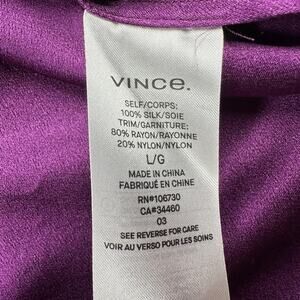 VINCE.
SELF/CORPS:
100% SILK/SOIE
TRIM/GARNITURE:
80% RAYON/RAYONNE
20% NYLON/NYLON
L/G
MADE IN CHINA
FABRIQUÉ EN CHINE
RN#106730
CA#34460
03
SEE REVERSE FOR CARE
VOIR AU VERSO POUR LES SOINS